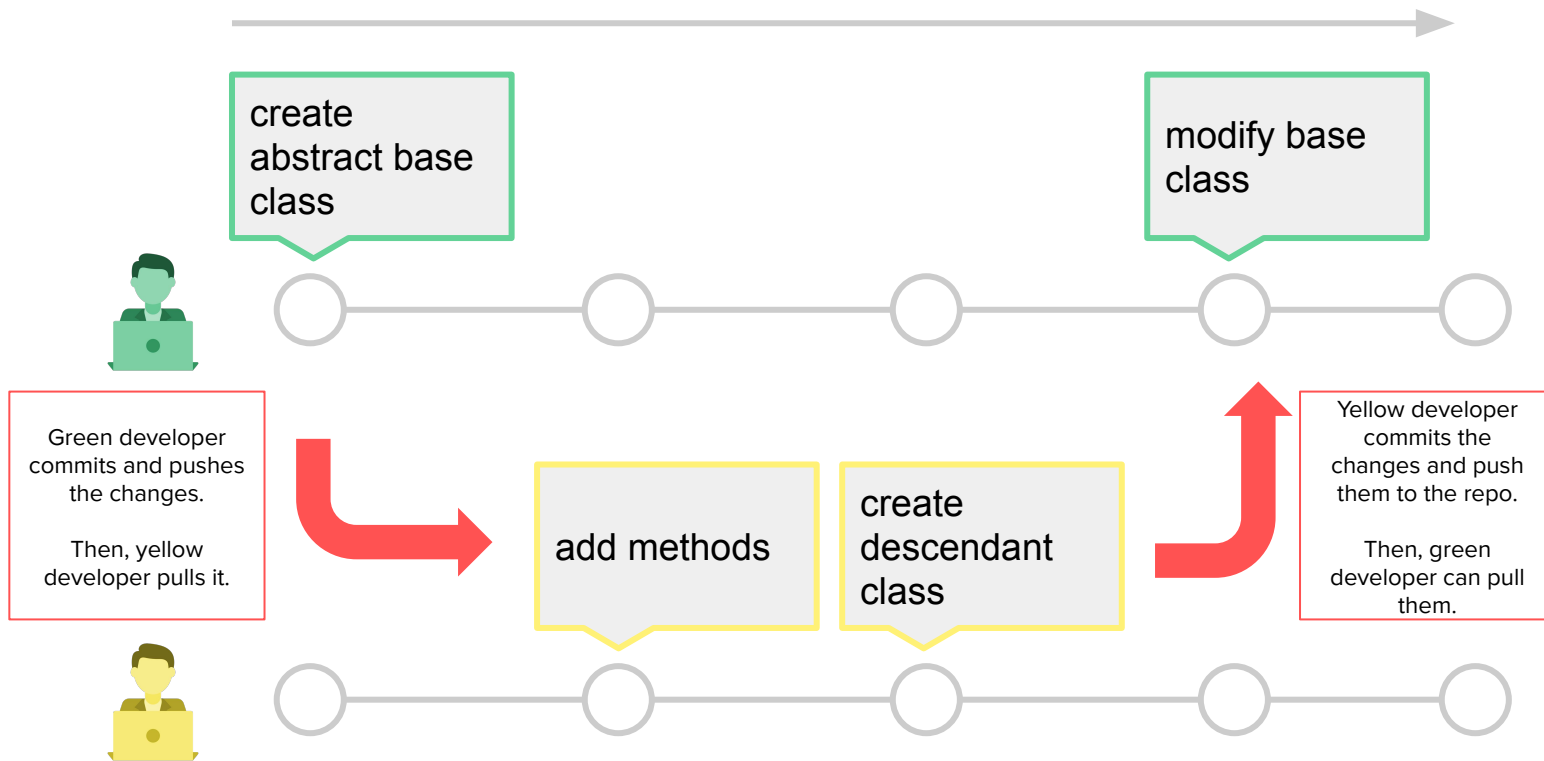 create
abstract base
class
modify base
class
Green developer
commits and pushes
the changes.
Then, yellow
developer pulls it.
add methods
create
descendant
class
Yellow developer
commits the
changes and push
them to the repo.
Then, green
developer can pull
them.